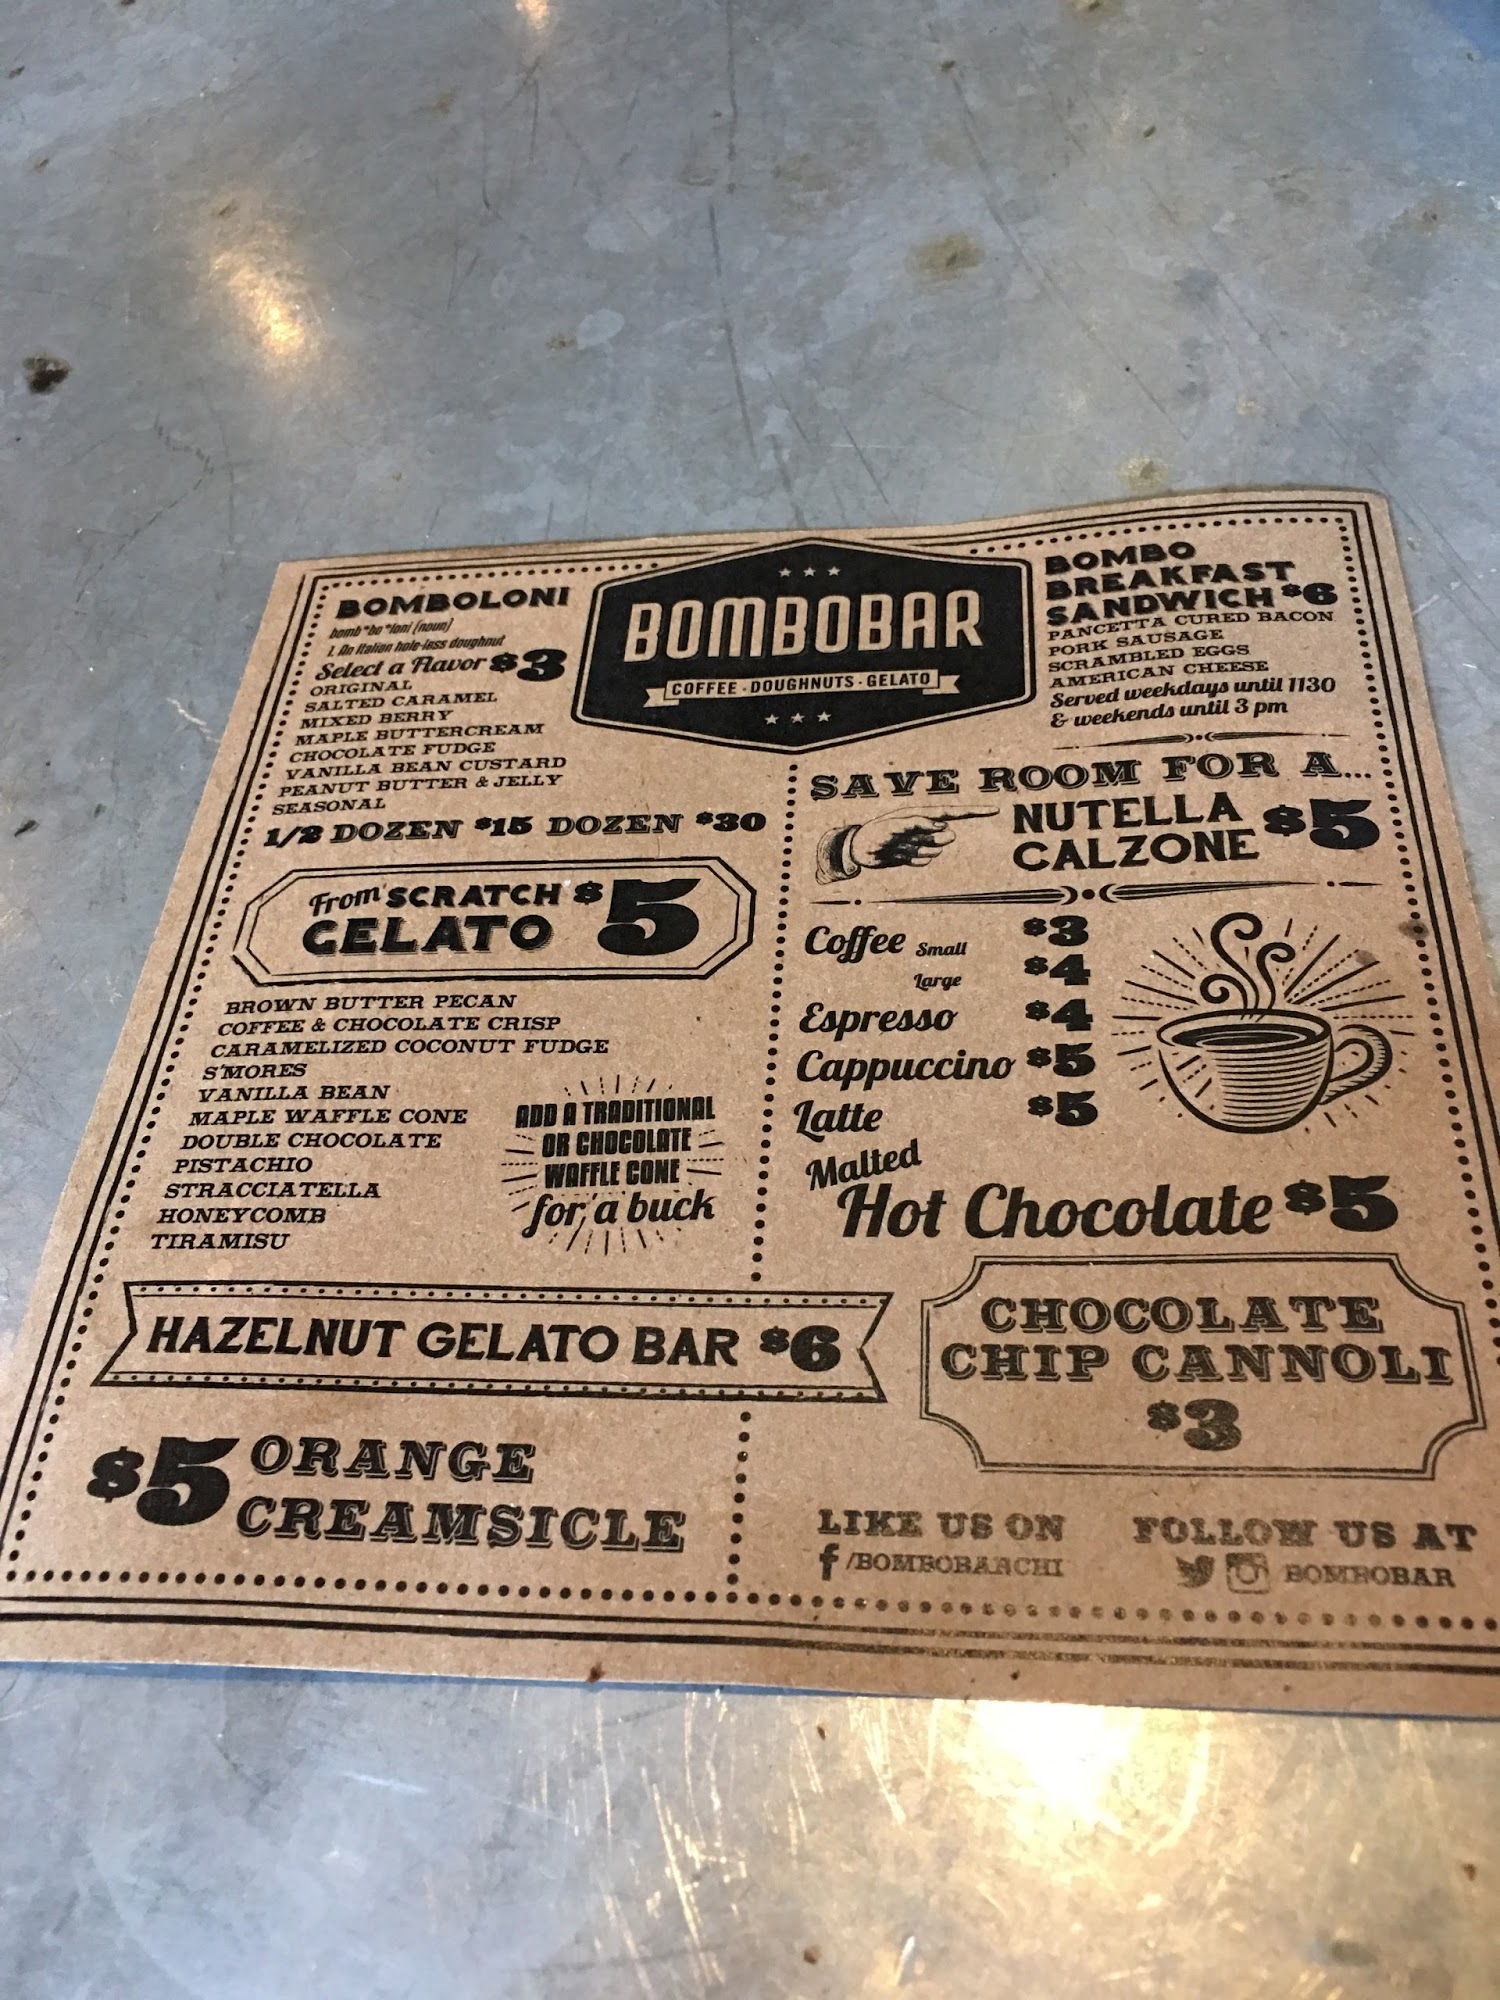 BOMBOLONI
bomb*bo *loni (noun)
1. An Italian hole-less doughnut
Select a Flavor $3
ORIGINAL
SALTED CARAMEL
MIXED BERRY
MAPLE BUTTERCREAM
CHOCOLATE FUDGE
VANILLA BEAN CUSTARD
PEANUT BUTTER & JELLY
SEASONAL
1/2 DOZEN $15 DOZEN $30
BOMBOBAR
COFFEE · DOUGHNUTS · GELATO
BOMBO
BREAKFAST
SANDWICH $6
PANCETTA CURED BACON
PORK SAUSAGE
SCRAMBLED EGGS
AMERICAN CHEESE
Served weekdays until 1130
& weekends until 3 pm
SAVE ROOM FOR A...
NUTELLA
CALZONE $5
From SCRATCH
GELATO $5
BROWN BUTTER PECAN
COFFEE & CHOCOLATE CRISP
CARAMELIZED COCONUT FUDGE
S'MORES
VANILLA BEAN
MAPLE WAFFLE CONE
DOUBLE CHOCOLATE
PISTACHIO
STRACCIATELLA
HONEYCOMB
TIRAMISU
ADD A TRADITIONAL
OR CHOCOLATE
WAFFLE CONE
for a buck
Coffee Small $3
Large $4
Espresso $4
Cappuccino $5
Latte $5
Malted
Hot Chocolate $5
HAZELNUT GELATO BAR $6
CHOCOLATE
CHIP CANNOLI
$3
$5 ORANGE
CREAMSICLE
LIKE US ON
f /BOMBOBARCHI
FOLLOW US AT
BOMBOBAR